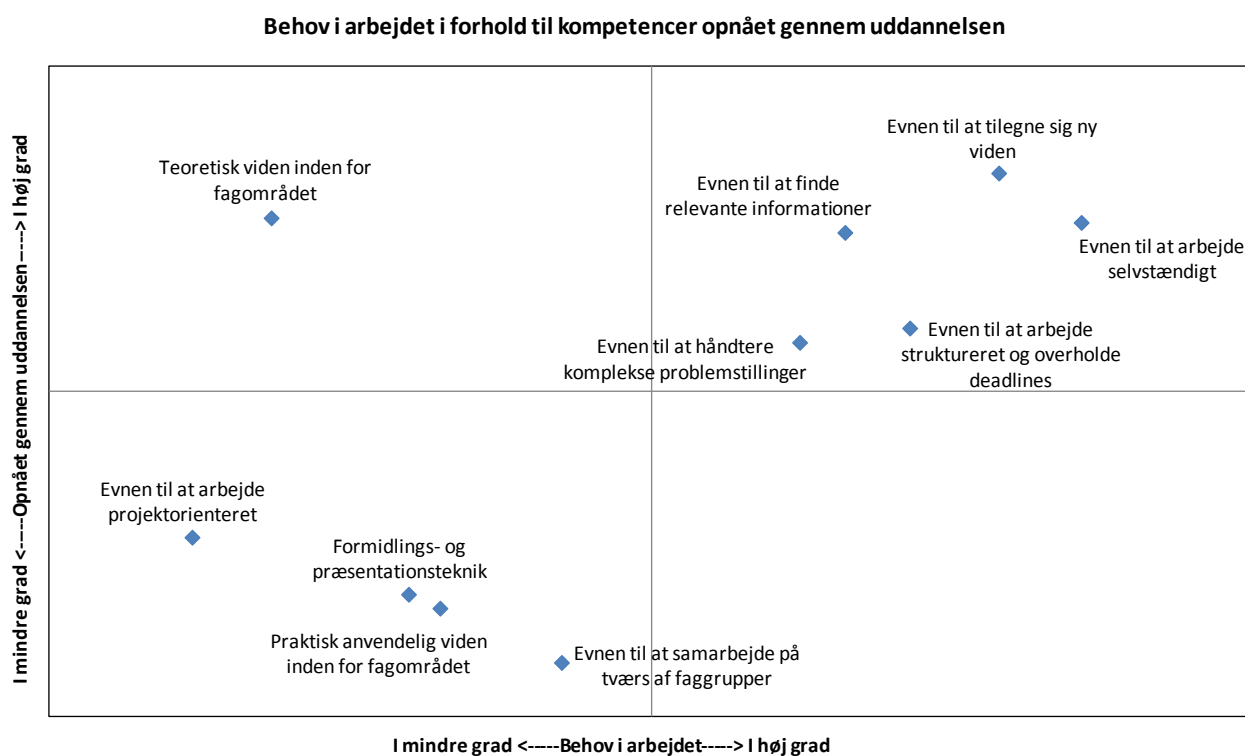 Behov i arbejdet i forhold til kompetencer opnået gennem uddannelsen
I mindre grad <-----Opnået gennem uddannelsen-----> I høj grad
Evnen til at tilegne sig ny
viden
Teoretisk viden inden for
fagområdet
Evnen til at finde
relevante informationer
Evnen til at arbejde
selvstændigt
Evnen til at håndtere
komplekse problemstillinger
Evnen til at arbejde
struktureret og overholde
deadlines
Evnen til at arbejde
projektorienteret
Formidlings- og
præsentationsteknik
Praktisk anvendelig viden
inden for fagområdet
Evnen til at samarbejde på
tværs af faggrupper
I mindre grad <-----Behov i arbejdet-----> I høj grad